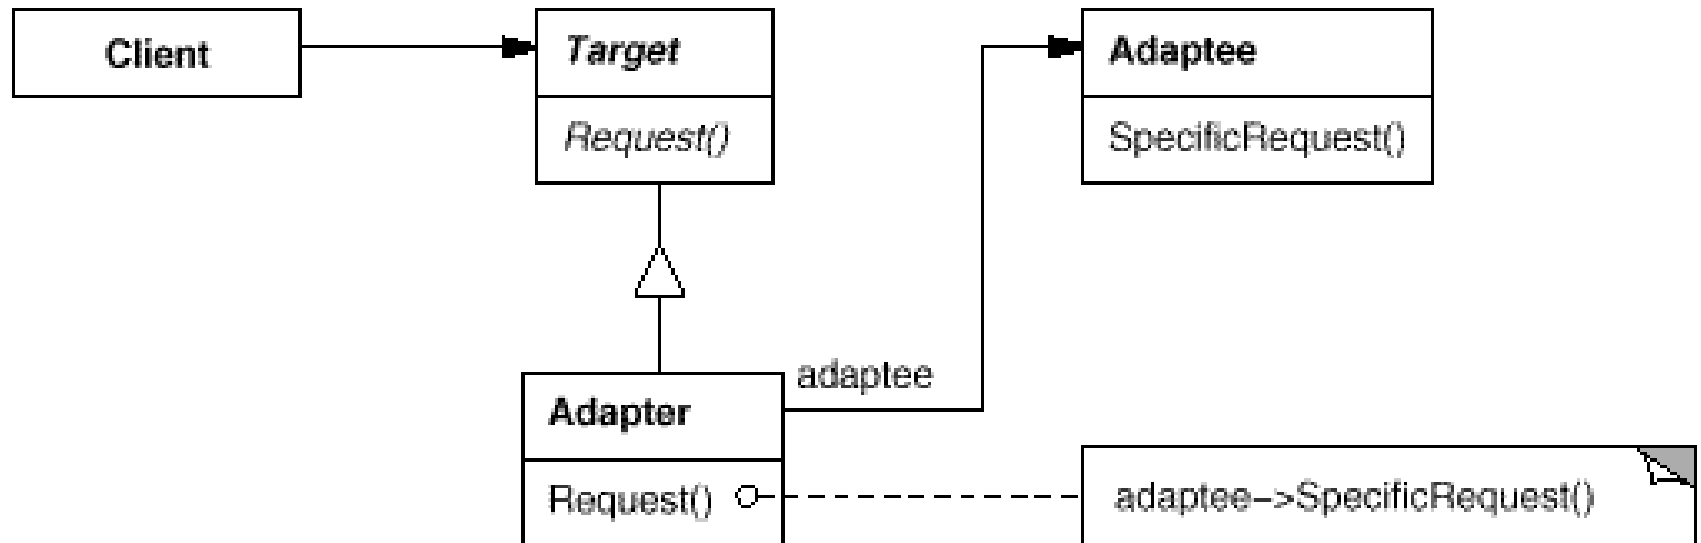 Client
Target
Adaptee
Request()
SpecificRequest()
adaptee
Adapter
Request()
adaptee->SpecificRequest()